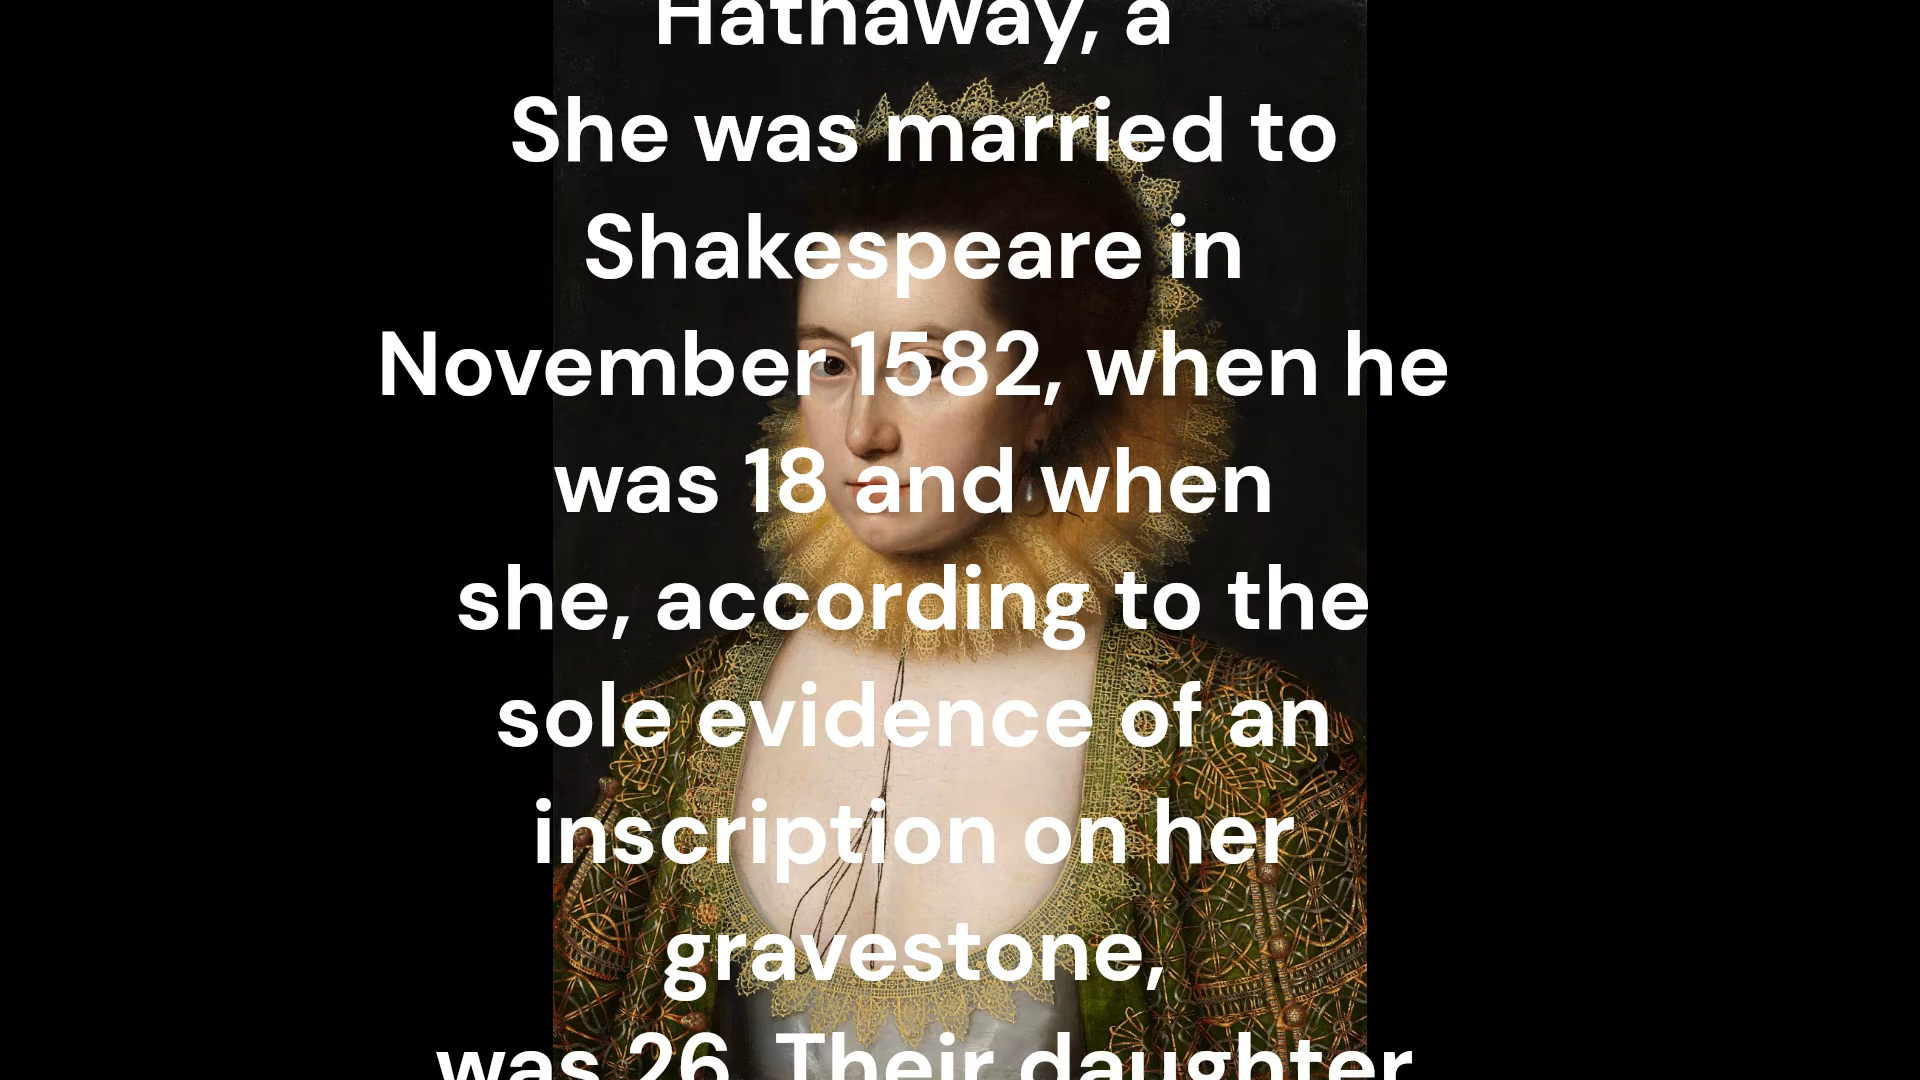 Hathaway, a
She was married to
Shakespeare in
November 1582, when he
was 18 and when
she, according to the
sole evidence of an
inscription on her
gravestone,
was 26. Their daughter